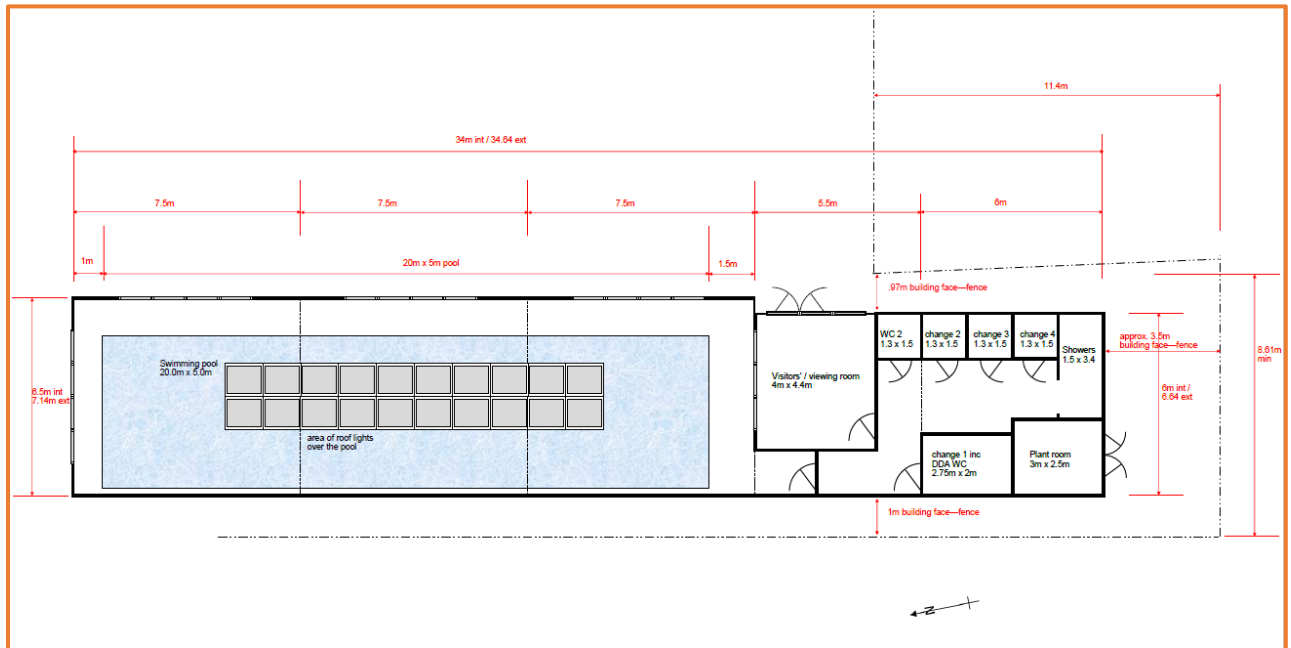 11.4m
34m int / 34.64 ext
7.5m
7.5m
7.5m
5.5m
6m
1m
20m x 5m pool
1.5m
.97m building face—fence
WC 2
1.3 x 1.5
change 2
1.3 x 1.5
change 3
1.3 x 1.5
change 4
1.3 x 1.5
Showers
1.5 x 3.4
approx. 3.5m
building face—fence
8.61m
min
Swimming pool
20.0m x 5.0m
6.5m int
7.14m ext
Visitors' / viewing room
4m x 4.4m
6m int /
6.64 ext
area of roof lights
over the pool
change 1 inc
DDA WC
2.75m x 2m
Plant room
3m x 2.5m
1m building face—fence
N